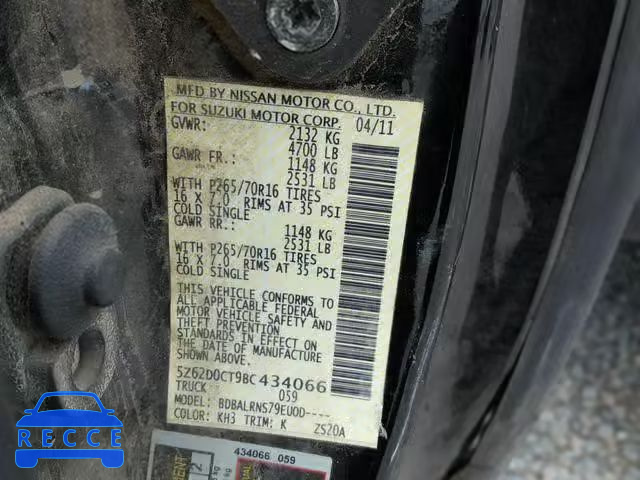 MFD BY NISSAN MOTOR CO., LTD.
FOR SUZUKI MOTOR CORP. 04/11
GVWR: 2132 KG
4700 LB
GAWR FR.: 1148 KG
2531 LB
WITH P265/70R16 TIRES
16 X 7.0 RIMS AT 35 PSI
COLD SINGLE
GAWR RR.: 1148 KG
2531 LB
WITH P265/70R16 TIRES
16 X 7.0 RIMS AT 35 PSI
COLD SINGLE
THIS VEHICLE CONFORMS TO
ALL APPLICABLE FEDERAL
MOTOR VEHICLE SAFETY AND
THEFT PREVENTION
STANDARDS IN EFFECT ON
THE DATE OF MANUFACTURE
SHOWN ABOVE.
5Z62D0CT9BC434066
TRUCK 059
MODEL: BDBALRNS79EUOD----
COLOR: KH3 TRIM: K ZS20A
434066 059
RECCE